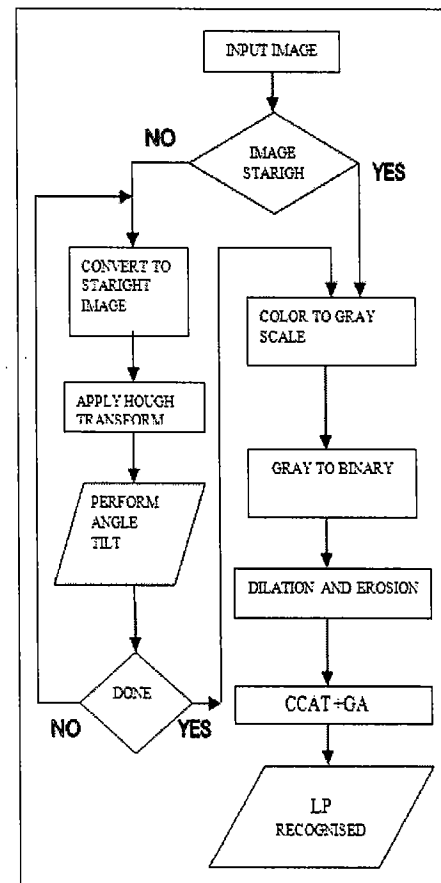 INPUT IMAGE
NO
IMAGE
STARIGH
YES
CONVERT TO
STARIGHT
IMAGE
APPLY HOUGH
TRANSFORM
PERFORM
ANGLE
TILT
DONE
NO
YES
COLOR TO GRAY
SCALE
GRAY TO BINARY
DILATION AND EROSION
CCAT+GA
LP
RECOGNISED